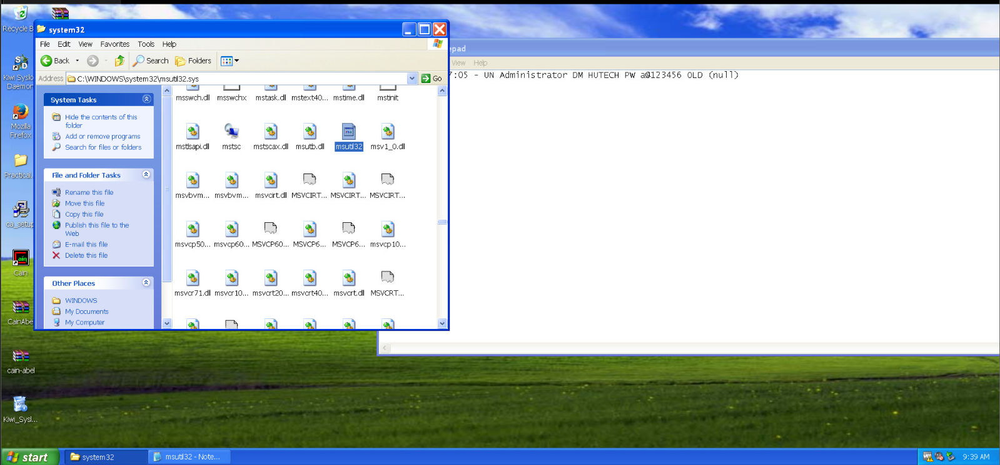 Recycle B
Kiwi Syslo
Daemon
Mozilla
Firefox
Practical.
ca_setup
Cain
CainAbe
cain-abel
Kiwi_Sysl...
system32
File Edit View Favorites Tools Help
Back Search Folders
Address C:\WINDOWS\system32\msutil32.sys Go
System Tasks
Hide the contents of this
folder
Add or remove programs
Search for files or folders
File and Folder Tasks
Rename this file
Move this file
Copy this file
Publish this file to the
Web
E-mail this file
Delete this file
Other Places
WINDOWS
My Documents
My Computer
msswch.dll msswchx mstask.dll mstext40... mstime.dll mstinit
mstlsapi.dll mstsc mstscax.dll msutb.dll msutil32 msv1_0.dll
msvbvm... msvbvm... msvcirt.dll MSVCIRT... MSVCIRT... MSVCIRT...
msvcp50... msvcp60... MSVCP60... MSVCP6... MSVCP6... msvcp10...
msvcr71.dll msvcr10... msvcrt20... msvcrt40... msvcrt.dll MSVCRT...
epad
View Help
7:05 - UN Administrator DM HUTECH PW a@123456 OLD (null)
start system32 msutil32 - Note... 9:39 AM